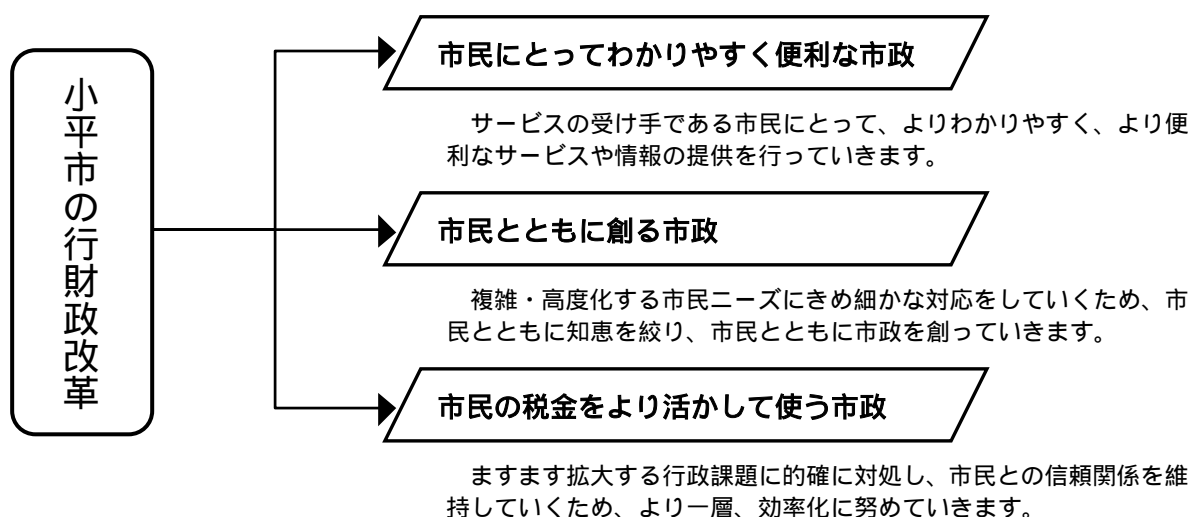 小平市の行財政改革
市民にとってわかりやすく便利な市政
サービスの受け手である市民にとって、よりわかりやすく、より便
利なサービスや情報の提供を行っていきます。
市民とともに創る市政
複雑・高度化する市民ニーズにきめ細かな対応をしていくため、市
民とともに知恵を絞り、市民とともに市政を創っていきます。
市民の税金をより活かして使う市政
ますます拡大する行政課題に的確に対処し、市民との信頼関係を維
持していくため、より一層、効率化に努めていきます。